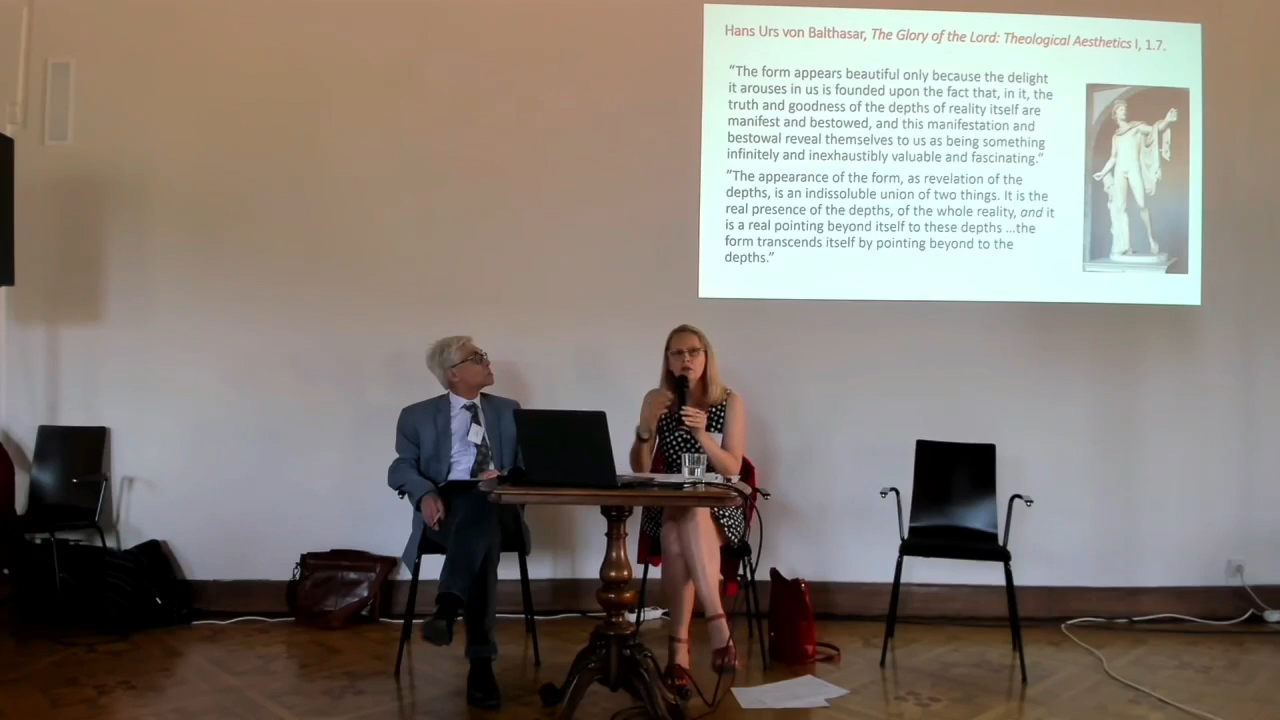 Hans Urs von Balthasar, The Glory of the Lord: Theological Aesthetics I, 1.7.
“The form appears beautiful only because the delight
it arouses in us is founded upon the fact that, in it, the
truth and goodness of the depths of reality itself are
manifest and bestowed, and this manifestation and
bestowal reveal themselves to us as being something
infinitely and inexhaustibly valuable and fascinating.”
“The appearance of the form, as revelation of the
depths, is an indissoluble union of two things. It is the
real presence of the depths, of the whole reality, and it
is a real pointing beyond itself to these depths ...the
form transcends itself by pointing beyond to the
depths.”